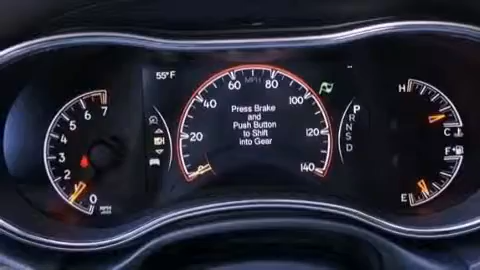 55°F
7
6
5
4
3
2
0
20
40
60
80
100
120
140
MPH
Press Brake
and
Push Button
to Shift
into Gear
P
R
N
S
D
H
C
F
E